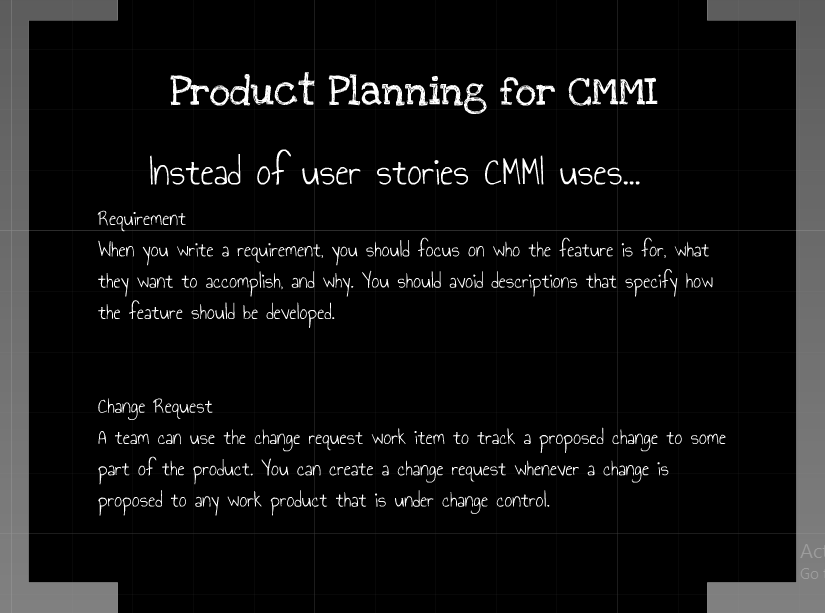 Product Planning for CMMI
Instead of user stories CMMI uses...
Requirement
When you write a requirement, you should focus on who the feature is for, what
they want to accomplish, and why. You should avoid descriptions that specify how
the feature should be developed.
Change Request
A team can use the change request work item to track a proposed change to some
part of the product. You can create a change request whenever a change is
proposed to any work product that is under change control.
Go